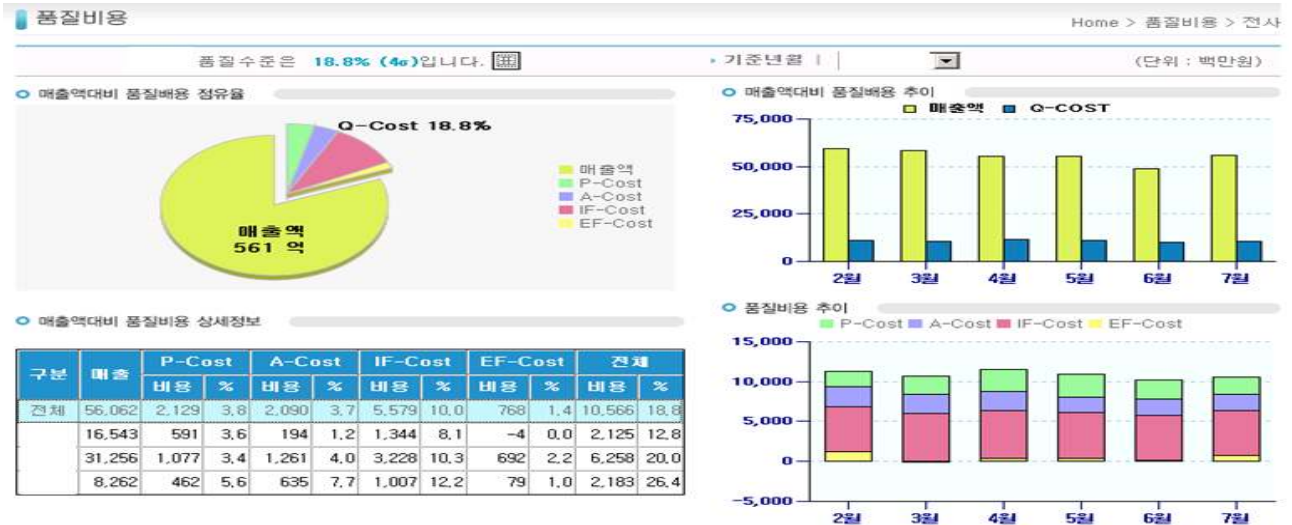 품질비용
Home > 품질비용 > 전사
품질수준은 18.8% (4σ)입니다.
기준년월
(단위 : 백만원)
매출액대비 품질배용 점유율
Q-Cost 18.8%
매출액
561 억
매출액
P-Cost
A-Cost
IF-Cost
EF-Cost
매출액대비 품질배용 추이
매출액 Q-COST
75,000
50,000
25,000
0
2월 3월 4월 5월 6월 7월
매출액대비 품질비용 상세정보
구분 매출 P-Cost A-Cost IF-Cost EF-Cost 전체
비용 % 비용 % 비용 % 비용 % 비용 %
전체 56,062 2,129 3,8 2,090 3,7 5,579 10,0 768 1,4 10,566 18,8
16,543 591 3,6 194 1,2 1,344 8,1 -4 0,0 2,125 12,8
31,256 1,077 3,4 1,261 4,0 3,228 10,3 692 2,2 6,258 20,0
8,262 462 5,6 635 7,7 1,007 12,2 79 1,0 2,183 26,4
품질비용 추이
P-Cost A-Cost IF-Cost EF-Cost
15,000
10,000
5,000
0
-5,000
2월 3월 4월 5월 6월 7월